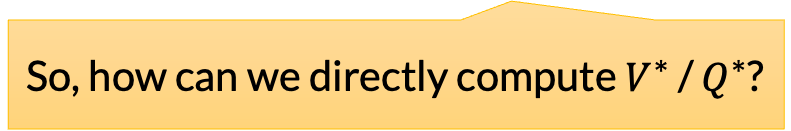 So, how can we directly compute V* / Q*?